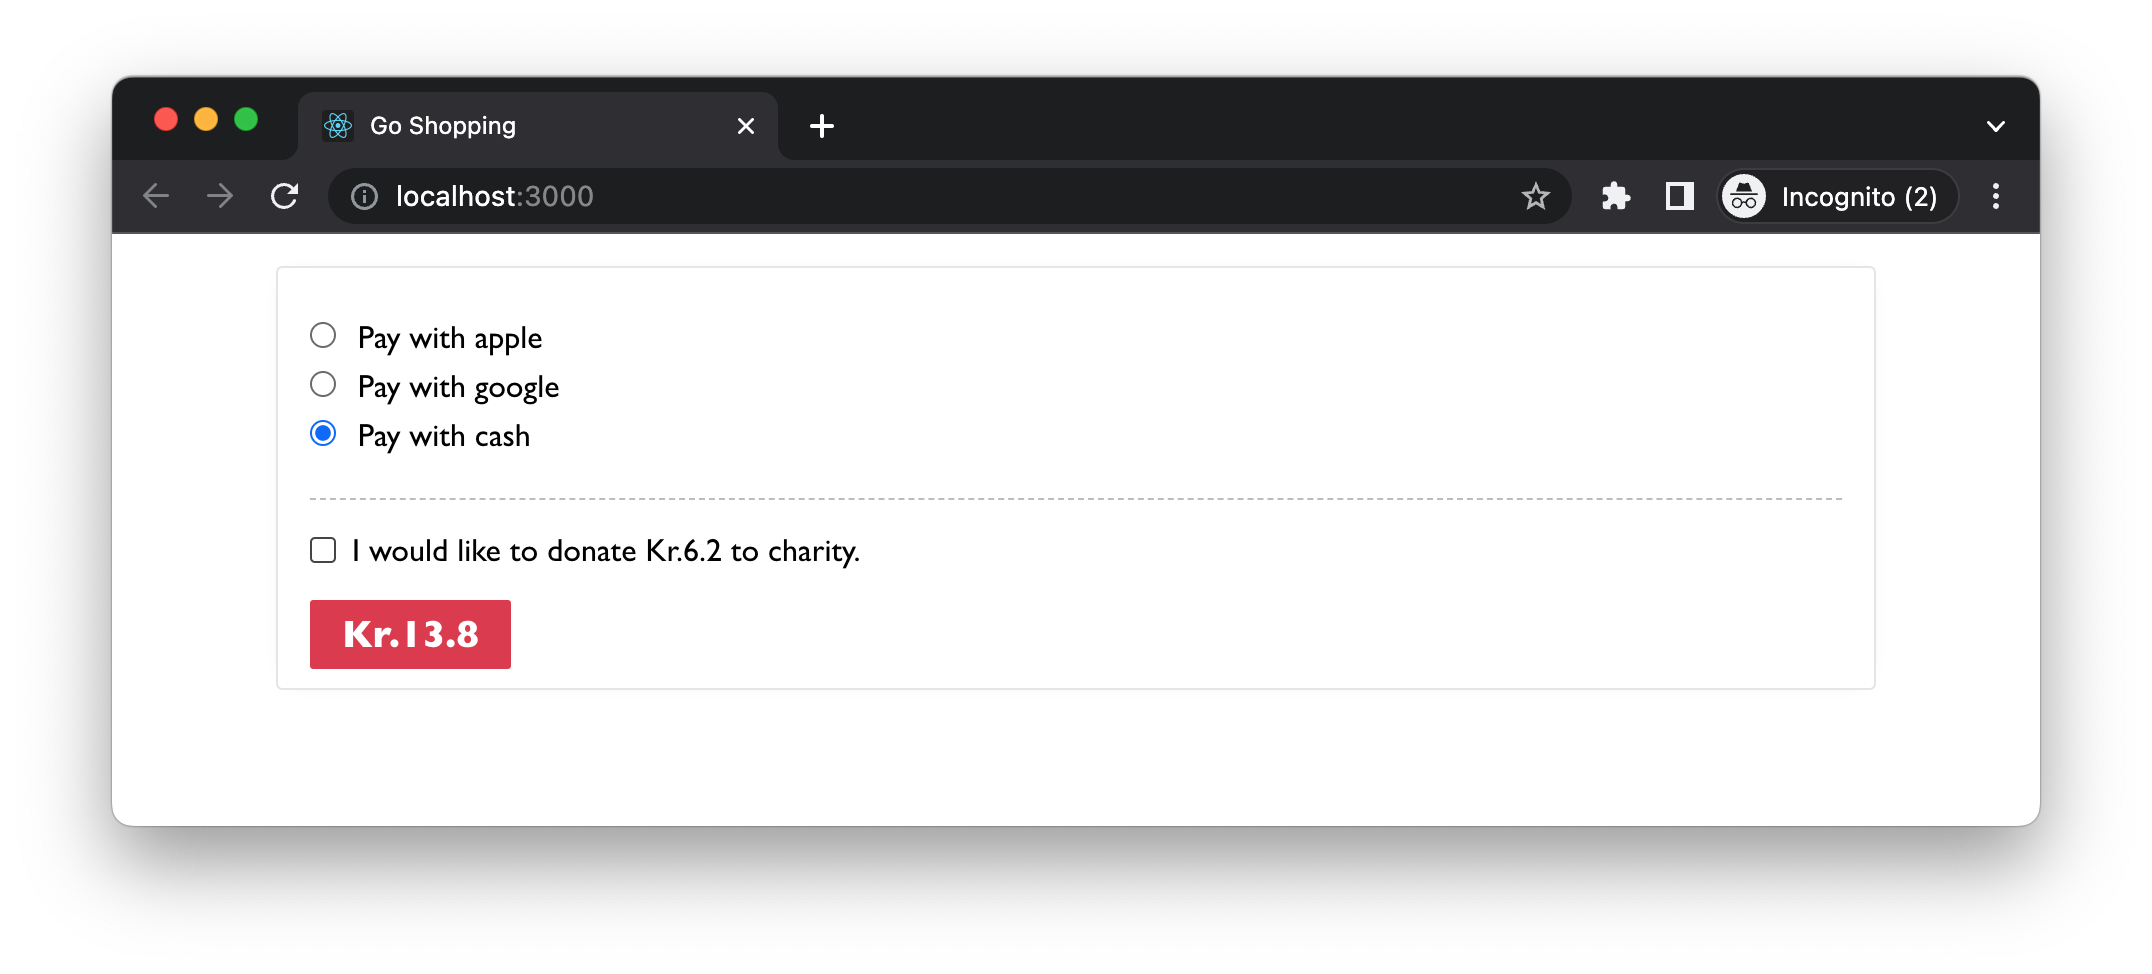 Go Shopping
localhost:3000
Incognito (2)
Pay with apple
Pay with google
Pay with cash
I would like to donate Kr.6.2 to charity.
Kr.13.8